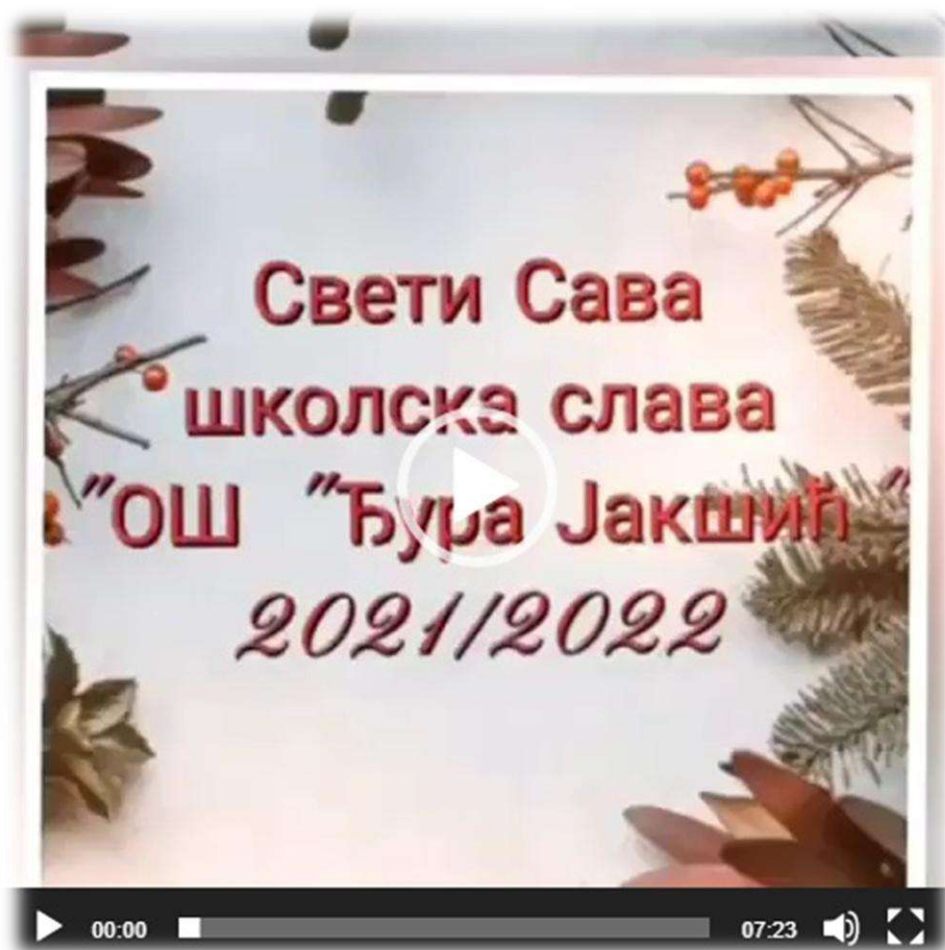 Свети Сава
школска слава
"ОШ "Ђура Јакшић "
2021/2022
00:00 07:23